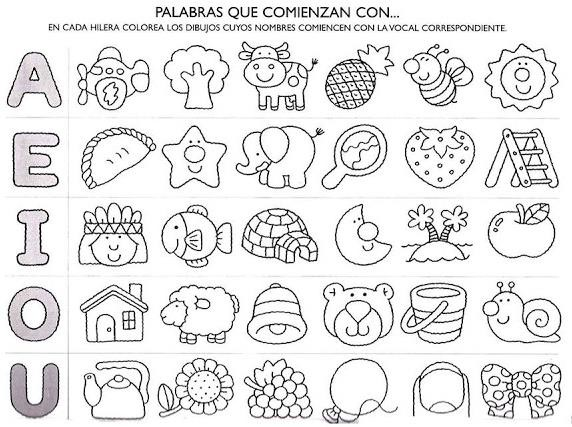 PALABRAS QUE COMIENZAN CON...
EN CADA HILERA COLOREA LOS DIBUJOS CUYOS NOMBRES COMIENCEN CON LA VOCAL CORRESPONDIENTE.
A
E
I
O
U